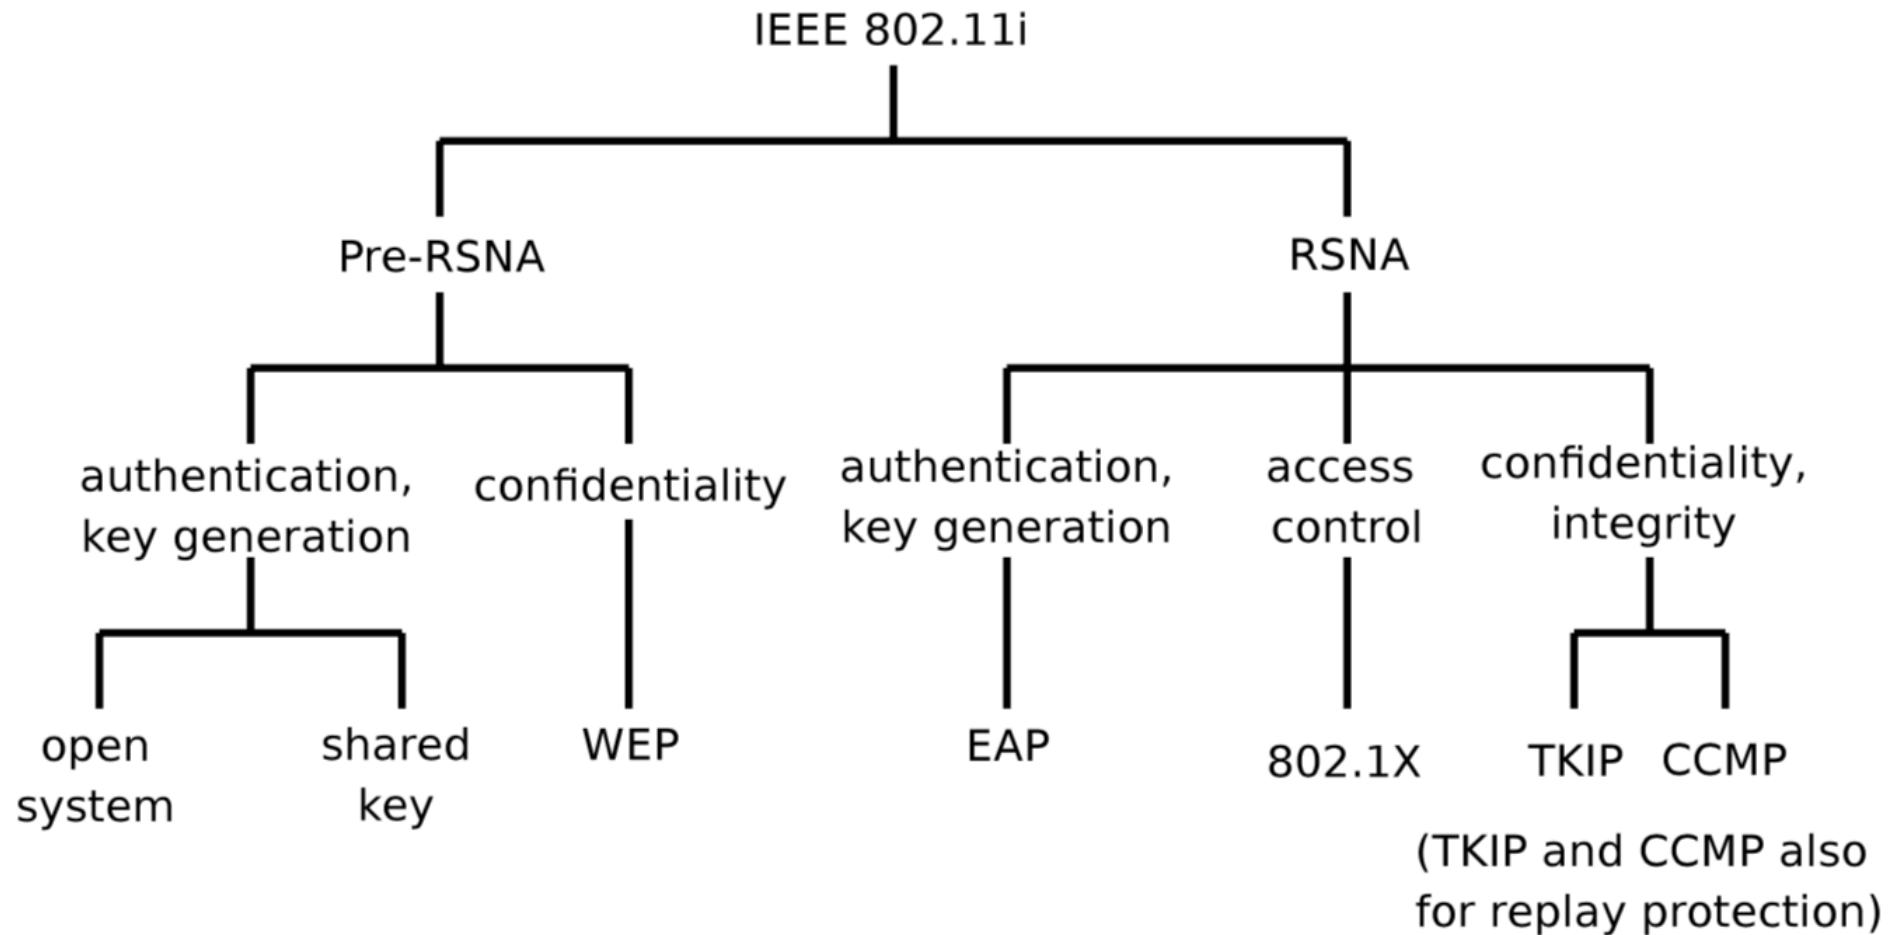 IEEE 802.11i
Pre-RSNA
RSNA
authentication,
key generation
confidentiality
authentication,
key generation
access
control
confidentiality,
integrity
open
system
shared
key
WEP
EAP
802.1X
TKIP
CCMP
(TKIP and CCMP also
for replay protection)